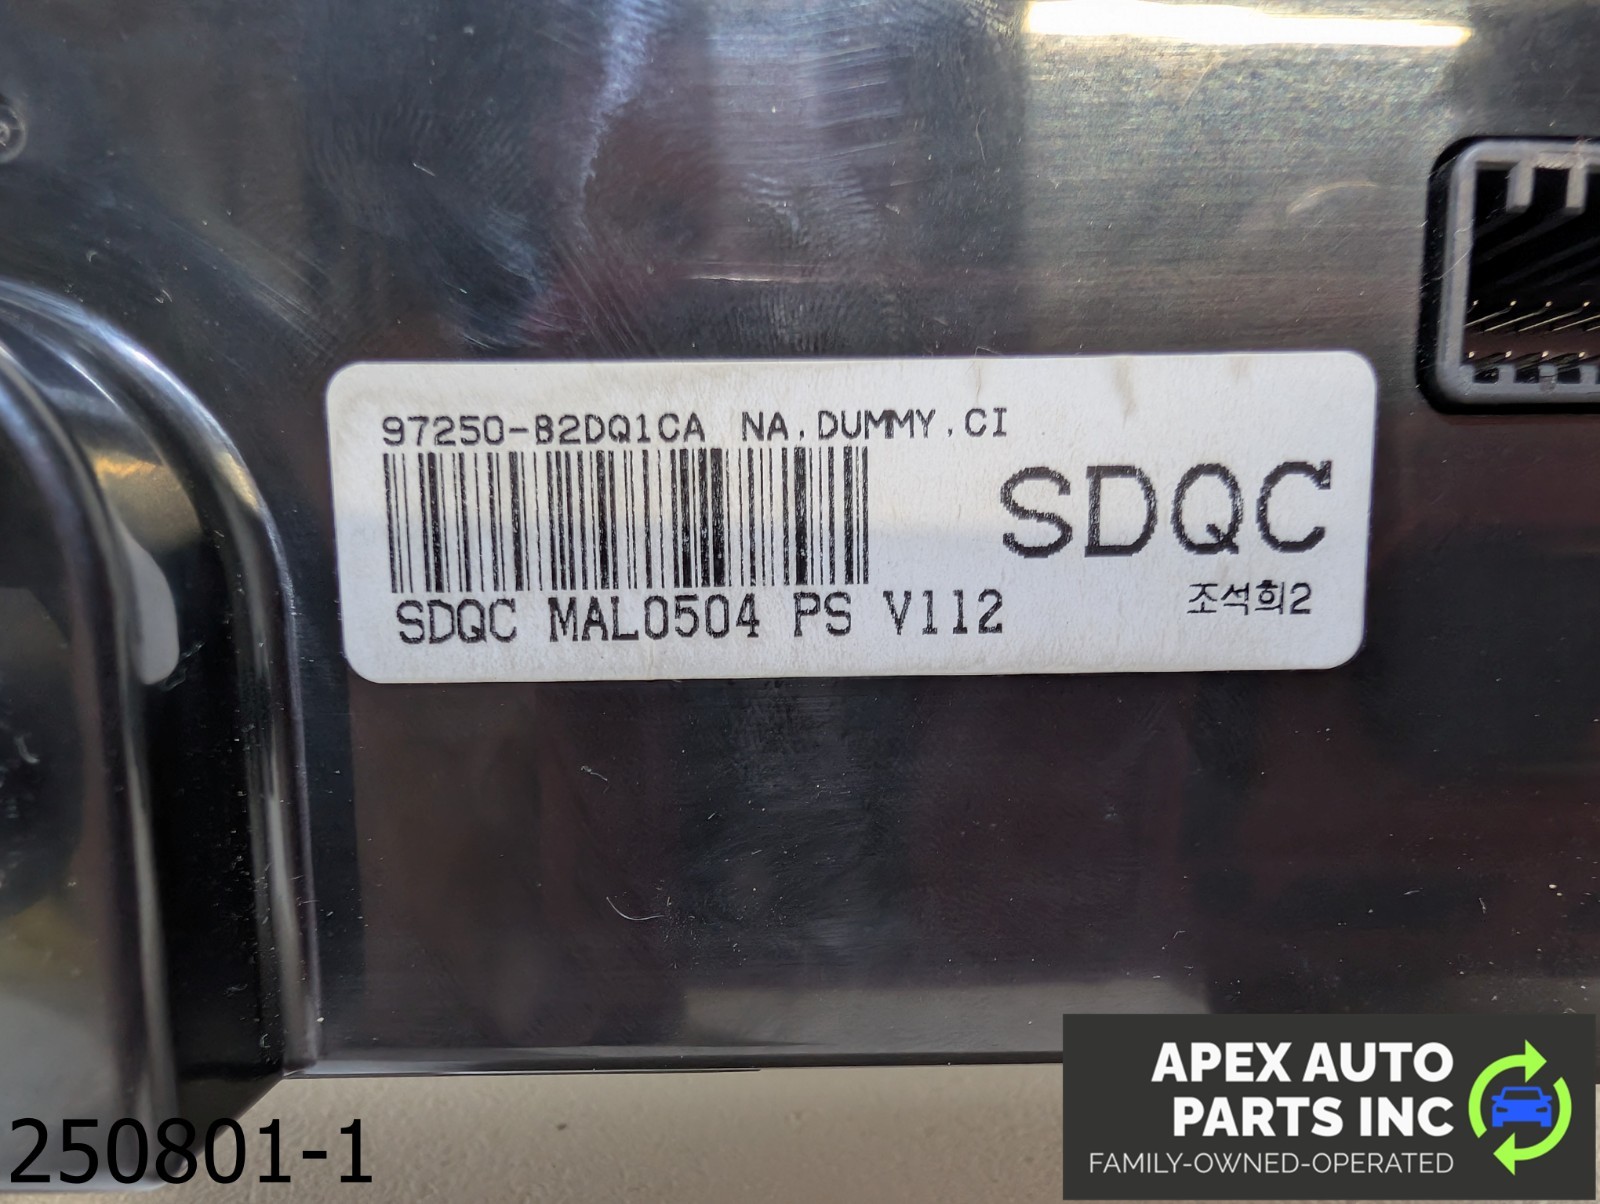 97250-B2DQ1CA NA,DUMMY,CI
SDQC
SDQC MAL0504 PS V112
조석희2
250801-1
APEX AUTO
PARTS INC
FAMILY-OWNED-OPERATED